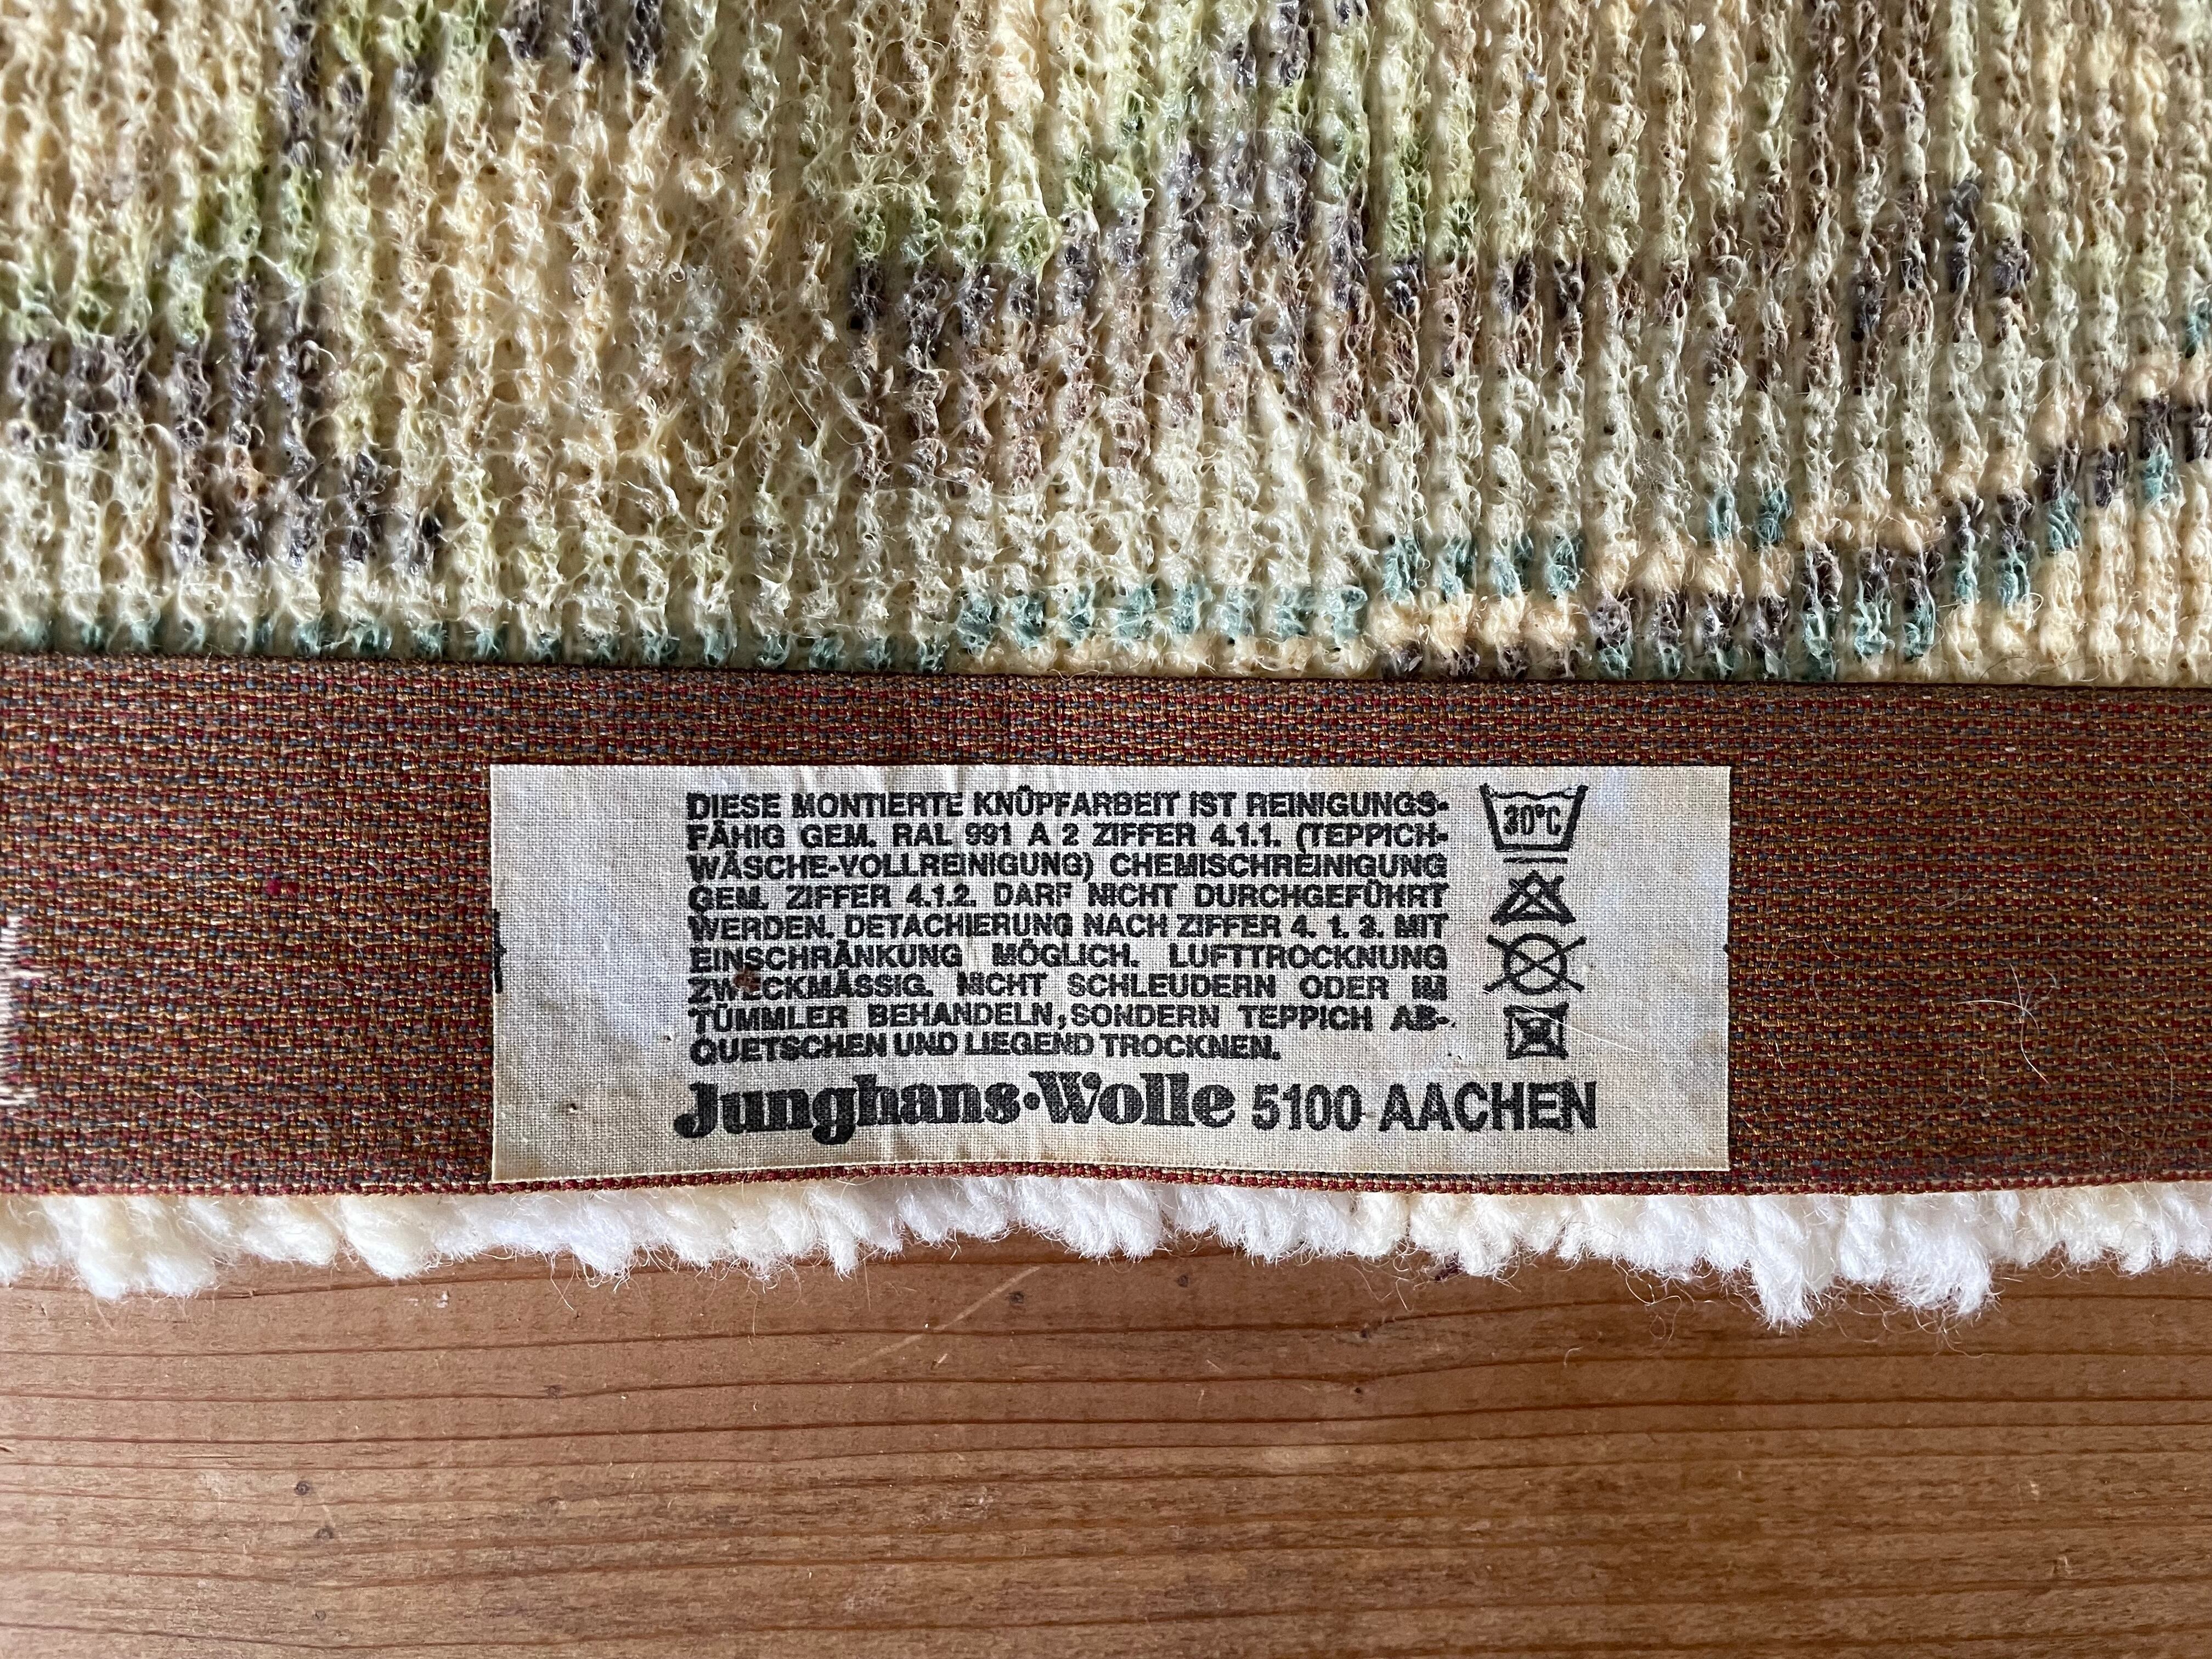 DIESE MONTIERTE KNÜPFARBEIT IST REINIGUNGS-
FÄHIG GEM. RAL 991 A 2 ZIFFER 4.1.1. (TEPPICH-
WÄSCHE-VOLLREINIGUNG) CHEMISCHREINIGUNG
GEM. ZIFFER 4.1.2. DARF NICHT DURCHGEFÜHRT
WERDEN. DETACHIERUNG NACH ZIFFER 4. 1. 3. MIT
EINSCHRÄNKUNG MÖGLICH. LUFTTROCKNUNG
ZWECKMÄSSIG. NICHT SCHLEUDERN ODER IM
TÜMMLER BEHANDELN, SONDERN TEPPICH AB-
QUETSCHEN UND LIEGEND TROCKNEN.
30°C
Junghans·Wolle 5100 AACHEN